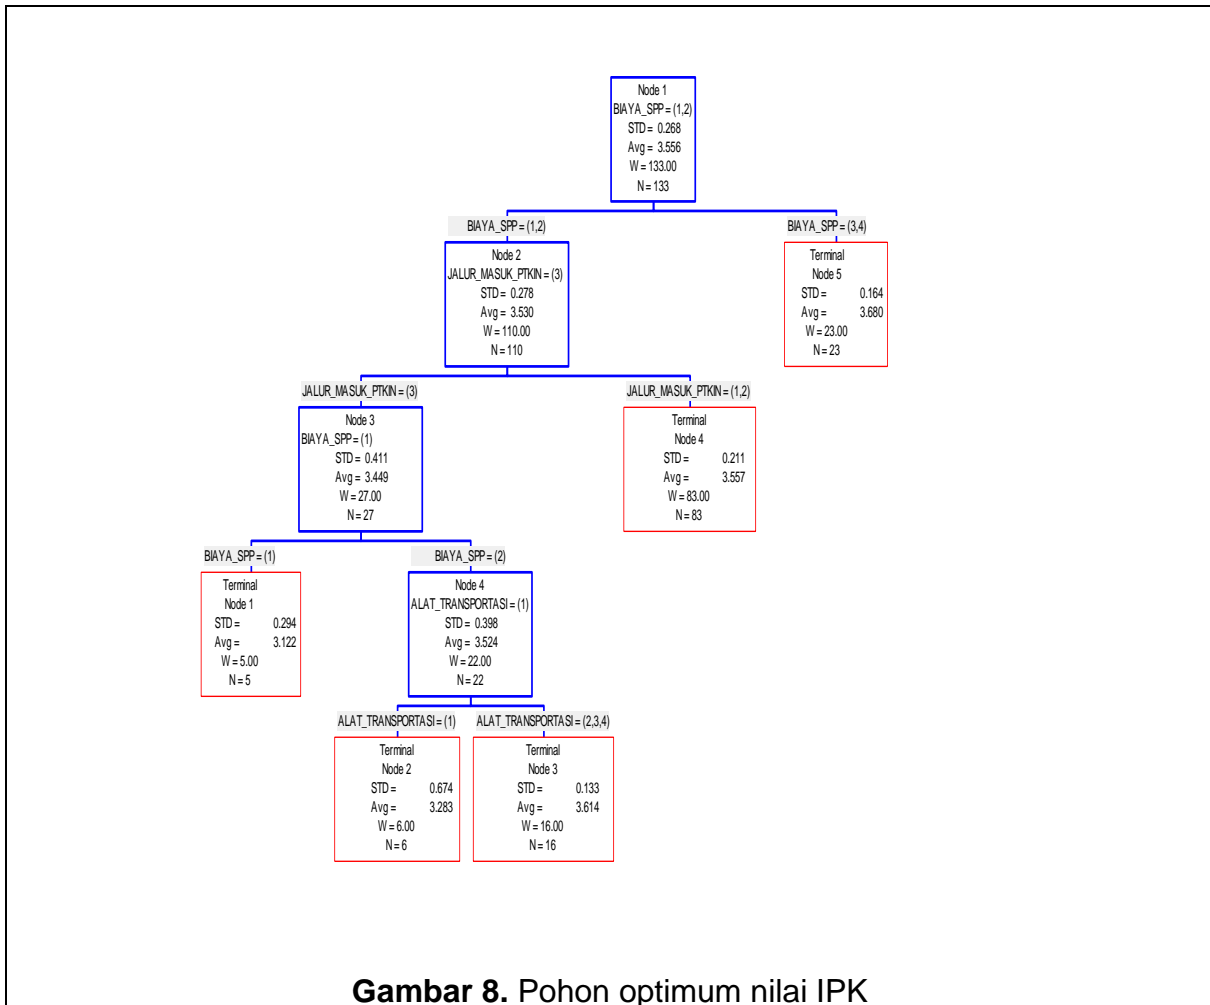 Node 1
BIAYA_SPP = (1,2)
STD = 0.268
Avg = 3.556
W = 133.00
N = 133
BIAYA_SPP = (1,2)
BIAYA_SPP = (3,4)
Node 2
JALUR_MASUK_PTKIN = (3)
STD = 0.278
Avg = 3.530
W = 110.00
N = 110
Terminal
Node 5
STD = 0.164
Avg = 3.680
W = 23.00
N = 23
JALUR_MASUK_PTKIN = (3)
JALUR_MASUK_PTKIN = (1,2)
Node 3
BIAYA_SPP = (1)
STD = 0.411
Avg = 3.449
W = 27.00
N = 27
Terminal
Node 4
STD = 0.211
Avg = 3.557
W = 83.00
N = 83
BIAYA_SPP = (1)
BIAYA_SPP = (2)
Terminal
Node 1
STD = 0.294
Avg = 3.122
W = 5.00
N = 5
Node 4
ALAT_TRANSPORTASI = (1)
STD = 0.398
Avg = 3.524
W = 22.00
N = 22
ALAT_TRANSPORTASI = (1)
ALAT_TRANSPORTASI = (2,3,4)
Terminal
Node 2
STD = 0.674
Avg = 3.283
W = 6.00
N = 6
Terminal
Node 3
STD = 0.133
Avg = 3.614
W = 16.00
N = 16
Gambar 8. Pohon optimum nilai IPK